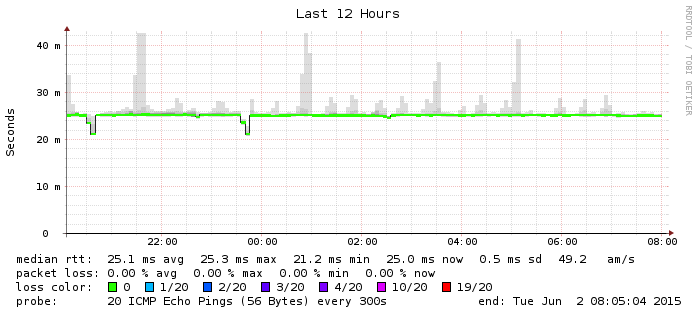 Last 12 Hours
RRDTOOL / TOBI OETIKER
Seconds
40 m
30 m
20 m
10 m
0
22:00 00:00 02:00 04:00 06:00 08:00
median rtt: 25.1 ms avg 25.3 ms max 21.2 ms min 25.0 ms now 0.5 ms sd 49.2 am/s
packet loss: 0.00 % avg 0.00 % max 0.00 % min 0.00 % now
loss color: 0 1/20 2/20 3/20 4/20 10/20 19/20
probe: 20 ICMP Echo Pings (56 Bytes) every 300s end: Tue Jun 2 08:05:04 2015